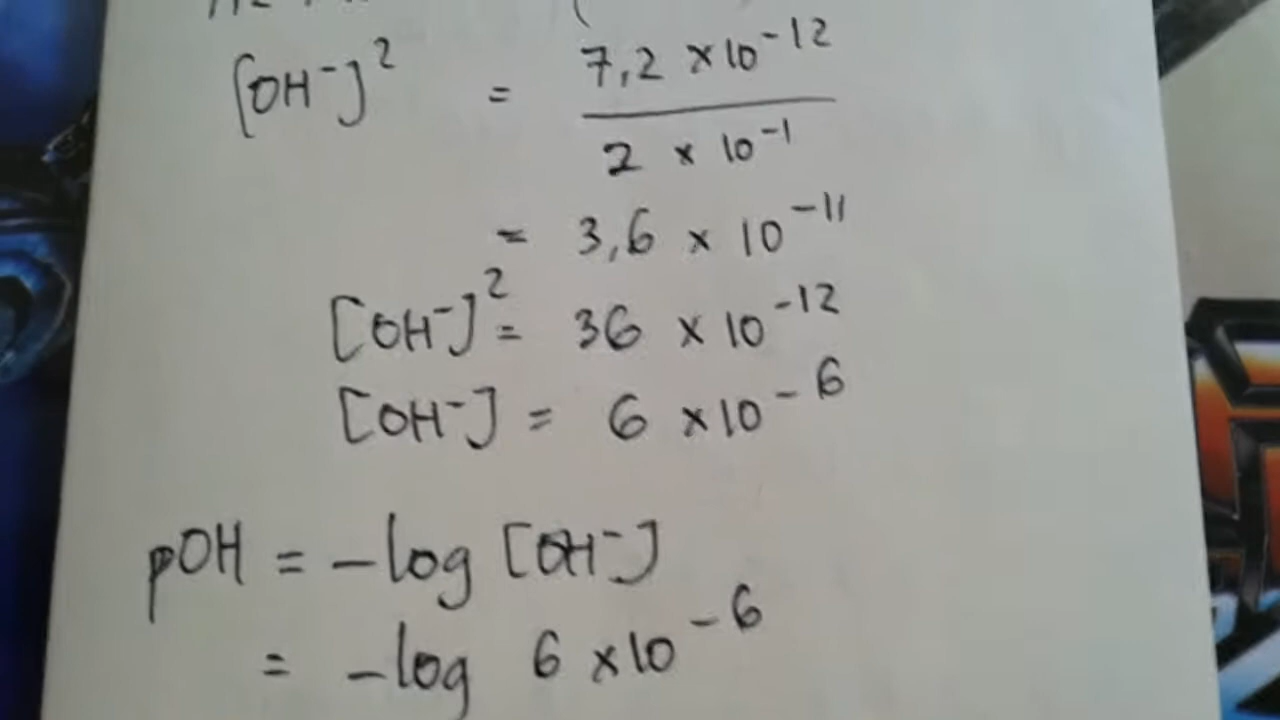 [OH⁻]² = 7,2 × 10⁻¹² / 2 × 10⁻¹
= 3,6 × 10⁻¹¹
[OH⁻]² = 36 × 10⁻¹²
[OH⁻] = 6 × 10⁻⁶
pOH = -log [OH⁻]
= -log 6 × 10⁻⁶